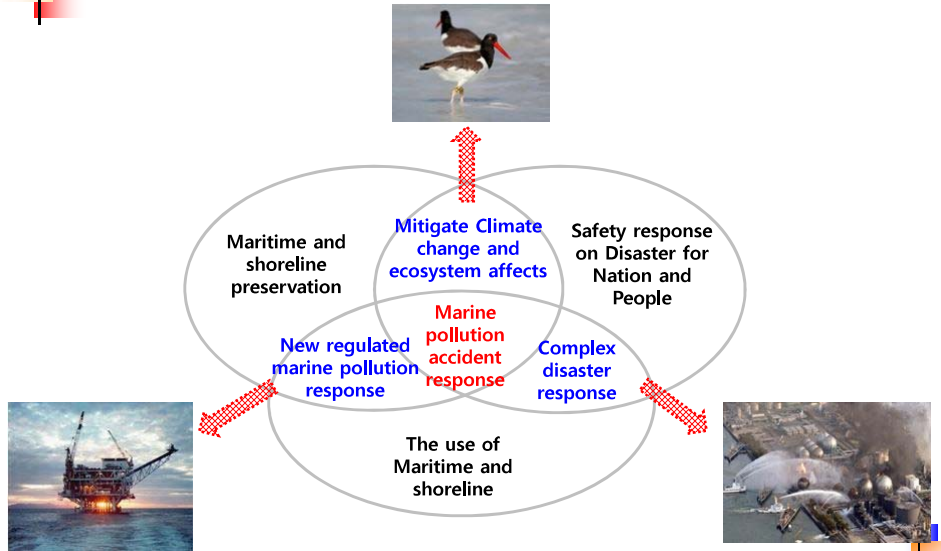 Mitigate Climate
change and
ecosystem affects
Maritime and
shoreline
preservation
Safety response
on Disaster for
Nation and
People
Marine
pollution
accident
response
New regulated
marine pollution
response
Complex
disaster
response
The use of
Maritime and
shoreline